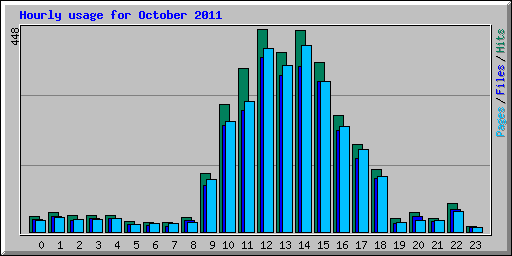 Hourly usage for October 2011
448
Pages / Files / Hits
0 1 2 3 4 5 6 7 8 9 10 11 12 13 14 15 16 17 18 19 20 21 22 23